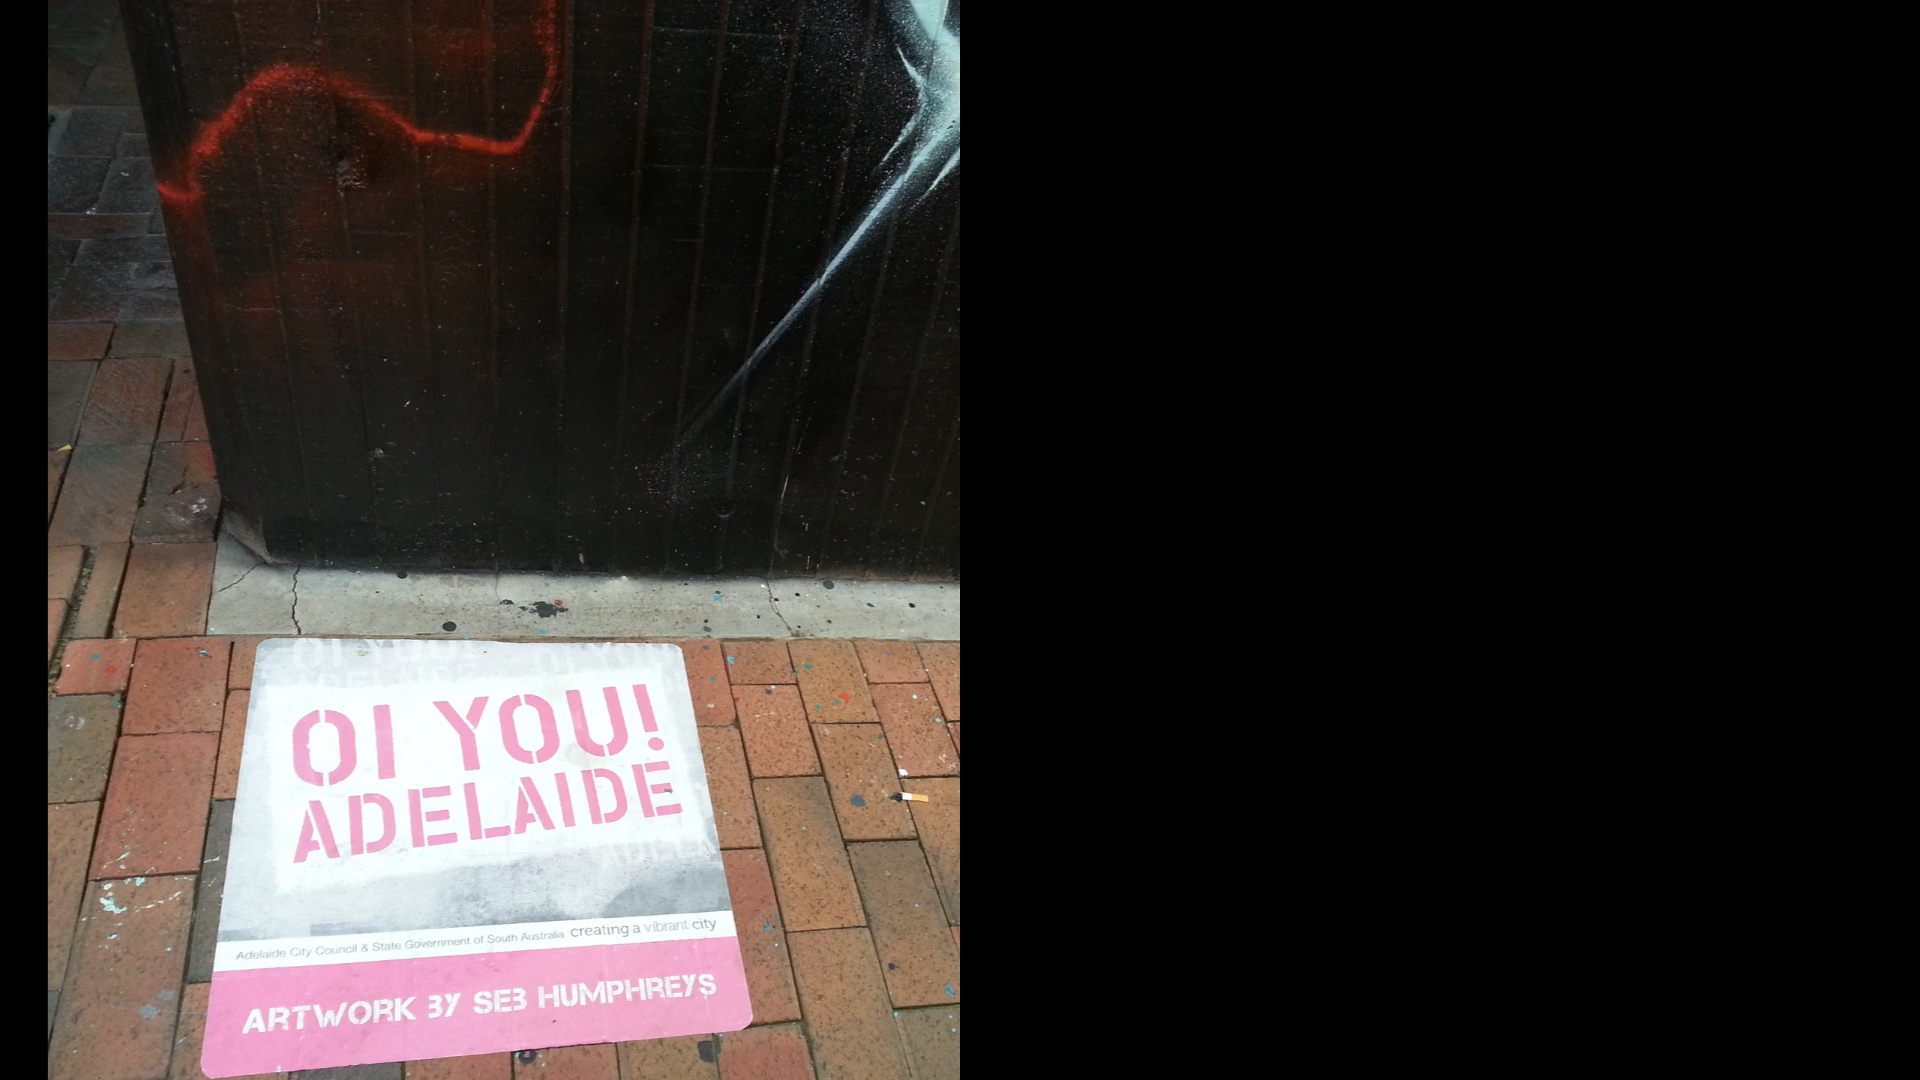 OI YOU!
ADELAIDE
Adelaide City Council & State Government of South Australia creating a vibrant city
ARTWORK BY SEB HUMPHREYS